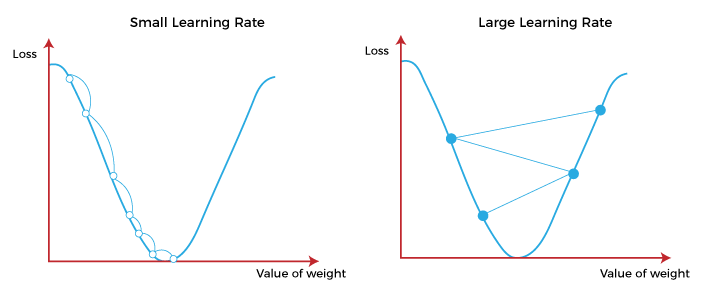 Small Learning Rate
Loss
Value of weight
Large Learning Rate
Loss
Value of weight